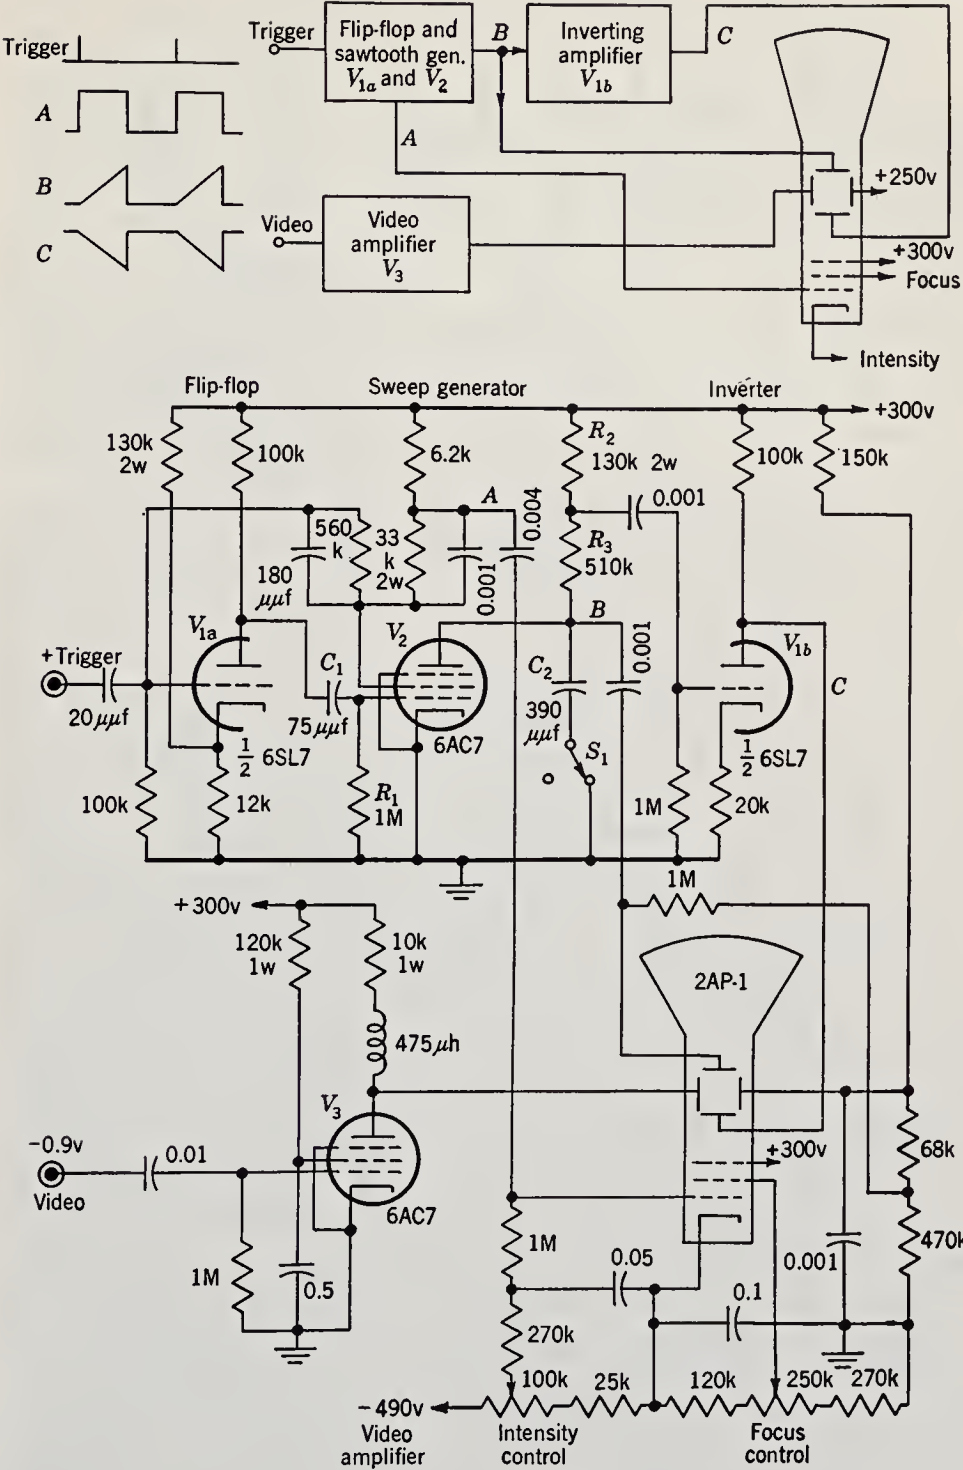 Trigger
A
B
C
Trigger
Flip-flop and
sawtooth gen.
V1a and V2
B
Inverting
amplifier
V1b
C
A
+250v
Video
Video
amplifier
V3
+300v
Focus
Intensity
Flip-flop
Sweep generator
Inverter
+300v
130k
2w
100k
6.2k
R2
130k 2w
100k
150k
A
0.004
0.001
560
k
33
k
2w
180
μμf
0.001
R3
510k
V1a
V2
B
0.001
V1b
+Trigger
20μμf
C1
75μμf
C2
390
μμf
C
1/2 6SL7
6AC7
S1
1/2 6SL7
100k
12k
R1
1M
1M
20k
1M
+300v
120k
1w
10k
1w
2AP-1
475μh
V3
-0.9v
Video
0.01
6AC7
+300v
68k
1M
0.5
1M
0.05
0.001
470k
270k
0.1
-490v
Video
amplifier
100k
25k
120k
250k
270k
Intensity
control
Focus
control